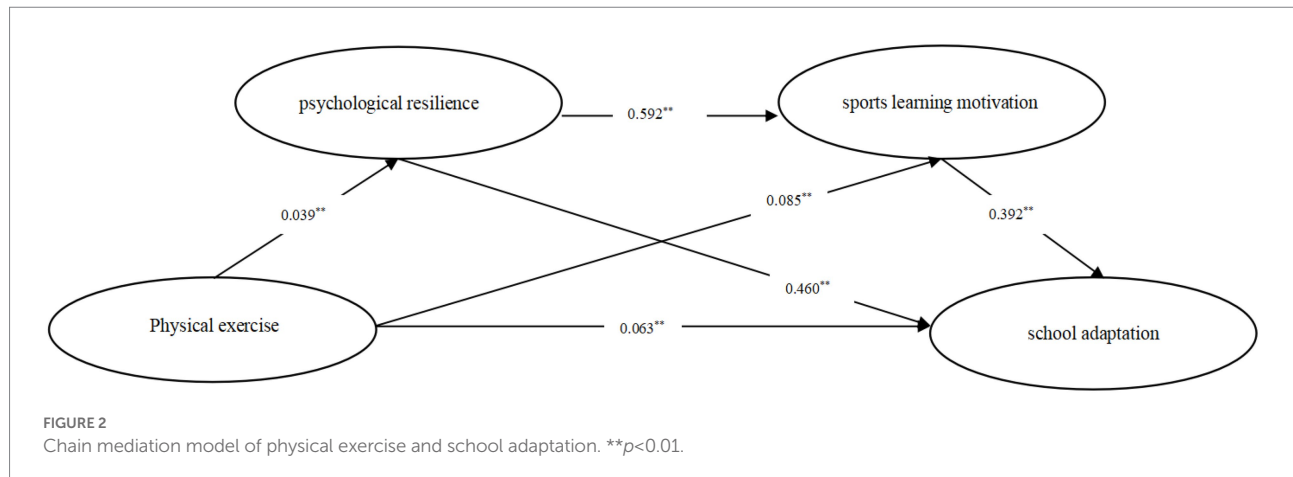 psychological resilience
sports learning motivation
0.592**
0.039**
0.085**
0.392**
0.460**
Physical exercise
0.063**
school adaptation
FIGURE 2
Chain mediation model of physical exercise and school adaptation. **p<0.01.